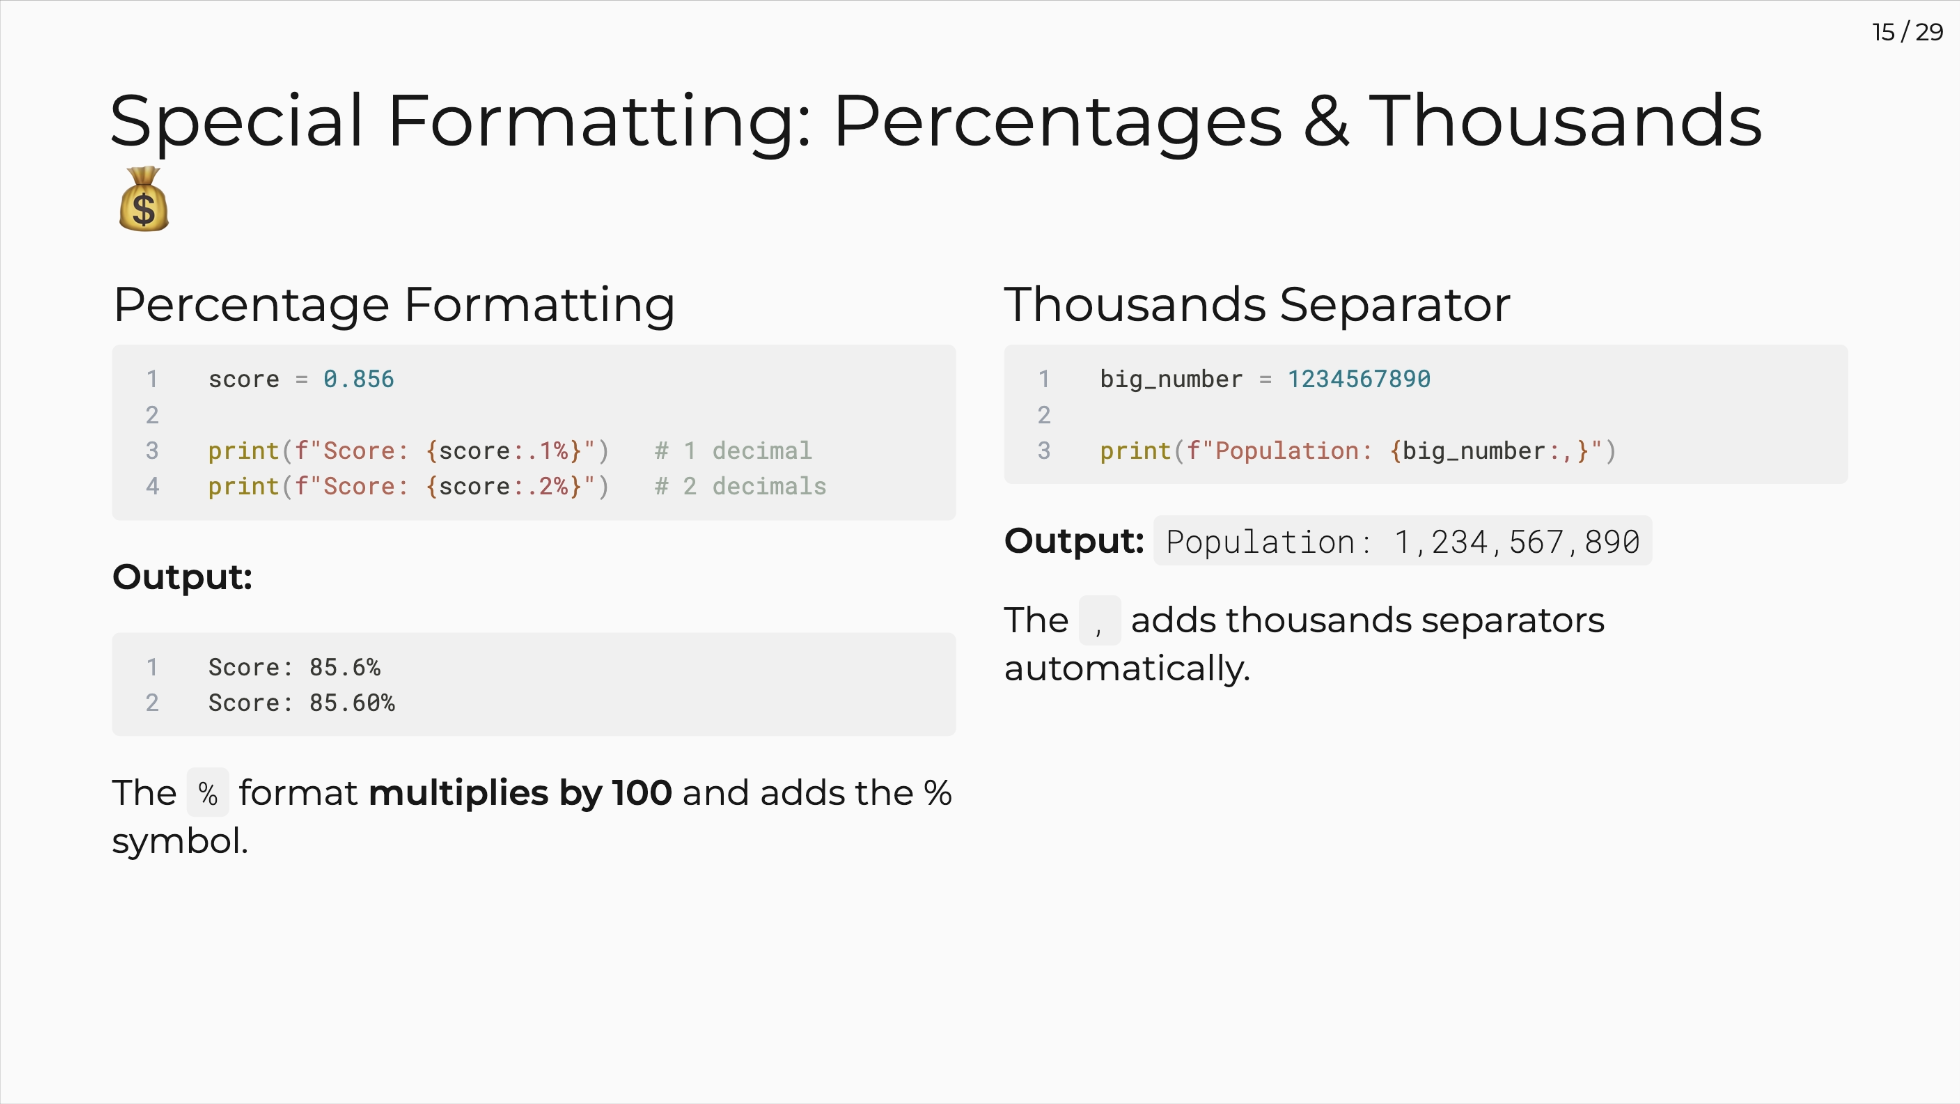 15 / 29
Special Formatting: Percentages & Thousands
💰
Percentage Formatting
1 score = 0.856
2
3 print(f"Score: {score:.1%}") # 1 decimal
4 print(f"Score: {score:.2%}") # 2 decimals
Output:
1 Score: 85.6%
2 Score: 85.60%
The % format multiplies by 100 and adds the %
symbol.
Thousands Separator
1 big_number = 1234567890
2
3 print(f"Population: {big_number:,}")
Output: Population: 1,234,567,890
The , adds thousands separators
automatically.